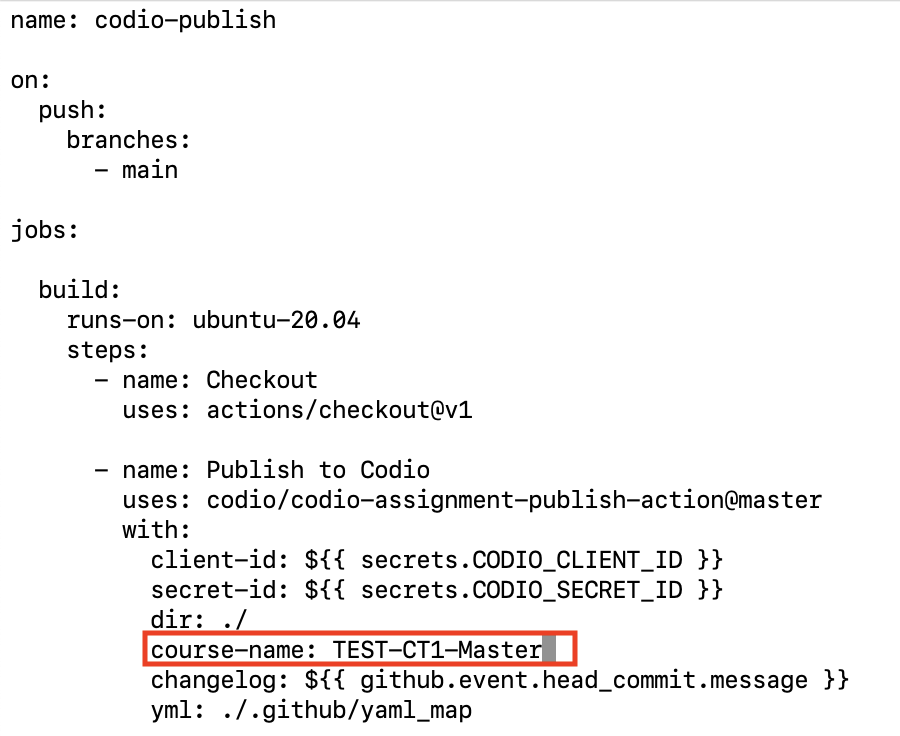 name: codio-publish
on:
push:
branches:
- main
jobs:
build:
runs-on: ubuntu-20.04
steps:
- name: Checkout
uses: actions/checkout@v1
- name: Publish to Codio
uses: codio/codio-assignment-publish-action@master
with:
client-id: ${{ secrets.CODIO_CLIENT_ID }}
secret-id: ${{ secrets.CODIO_SECRET_ID }}
dir: ./
course-name: TEST-CT1-Master
changelog: ${{ github.event.head_commit.message }}
yml: ./.github/yaml_map